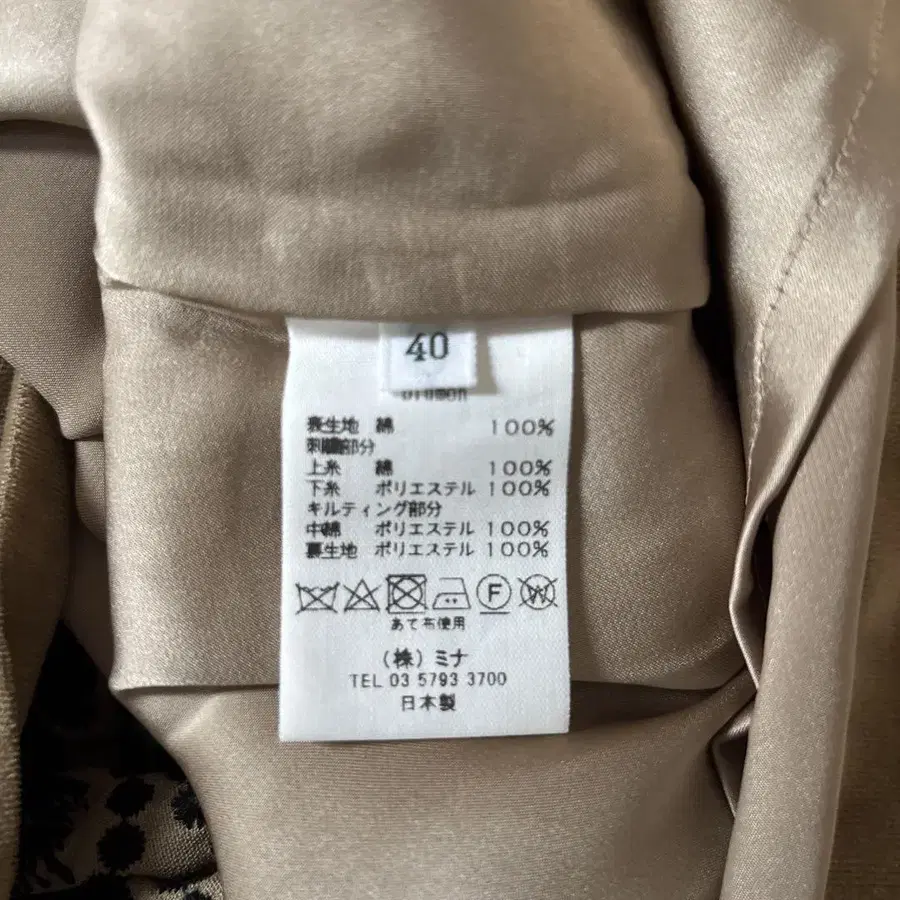 40
表生地 綿 100%
刺繍部分
上糸 綿 100%
下糸 ポリエステル 100%
キルティング部分
中綿 ポリエステル 100%
裏生地 ポリエステル 100%
F W
あて布使用
(株)ミナ
TEL 03 5793 3700
日本製